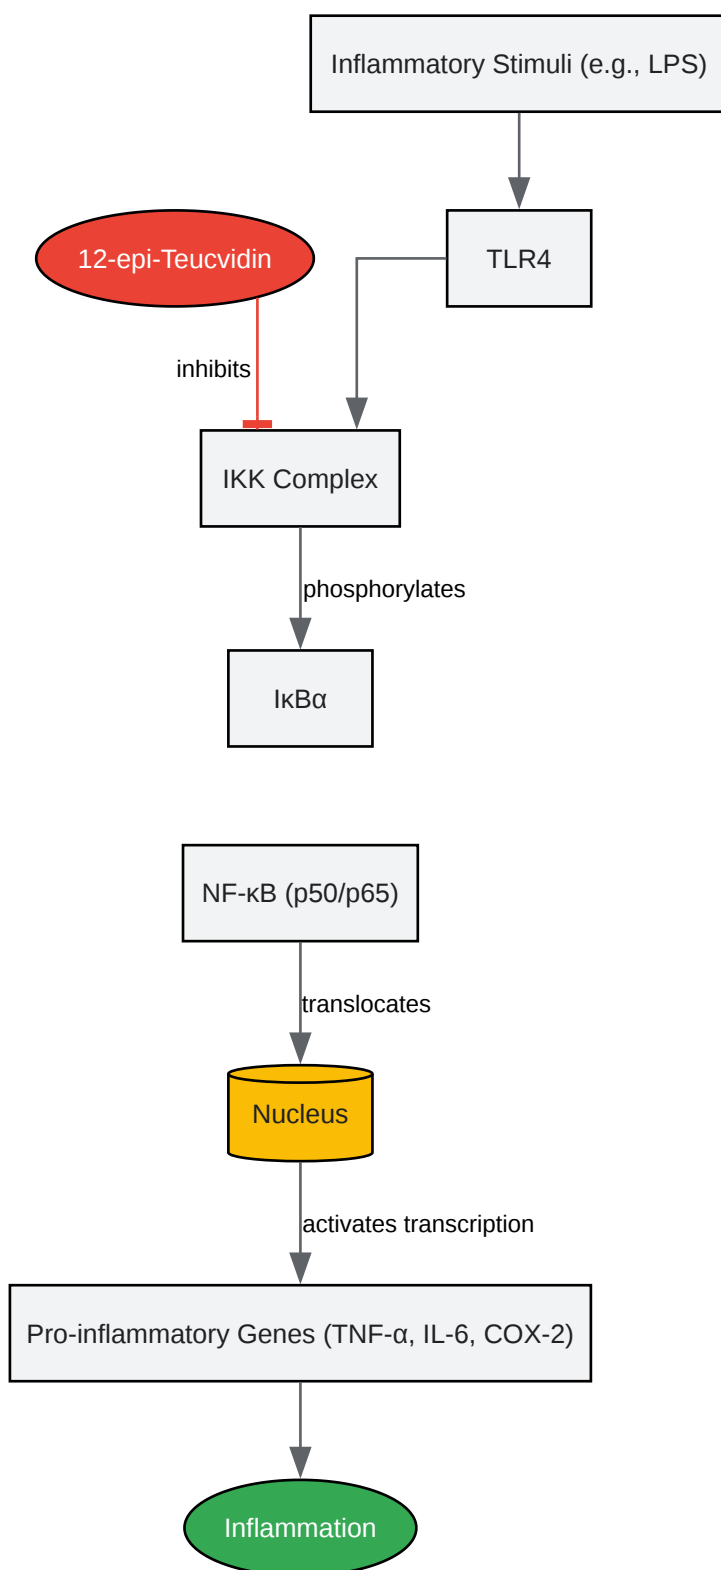 Inflammatory Stimuli (e.g., LPS)
12-epi-Teucvidin
TLR4
inhibits
IKK Complex
phosphorylates
IκBα
NF-κB (p50/p65)
translocates
Nucleus
activates transcription
Pro-inflammatory Genes (TNF-α, IL-6, COX-2)
Inflammation